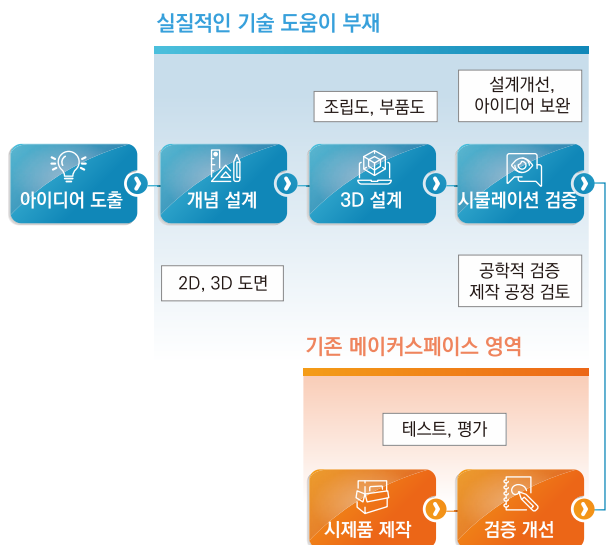 실질적인 기술 도움이 부재
조립도, 부품도
설계개선,
아이디어 보완
아이디어 도출
개념 설계
3D 설계
시뮬레이션 검증
2D, 3D 도면
공학적 검증
제작 공정 검토
기존 메이커스페이스 영역
테스트, 평가
시제품 제작
검증 개선